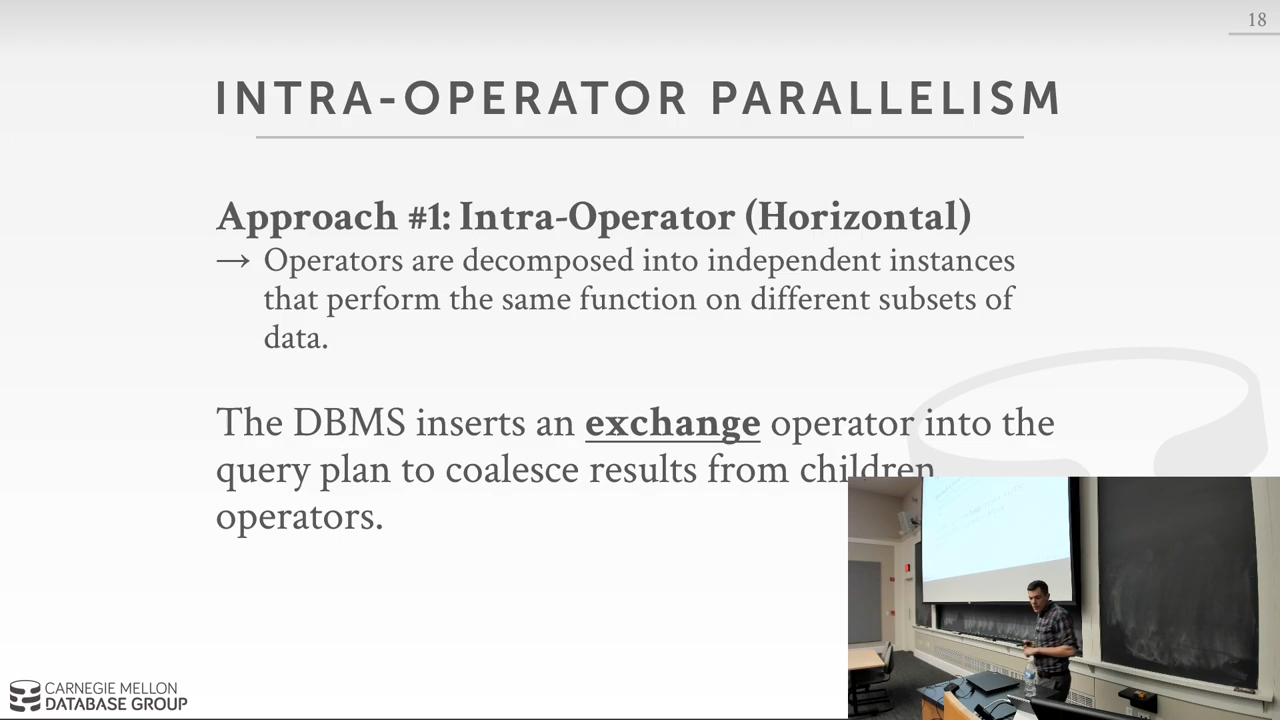 18
INTRA-OPERATOR PARALLELISM
Approach #1: Intra-Operator (Horizontal)
→ Operators are decomposed into independent instances
that perform the same function on different subsets of
data.
The DBMS inserts an exchange operator into the
query plan to coalesce results from children
operators.
CARNEGIE MELLON
DATABASE GROUP